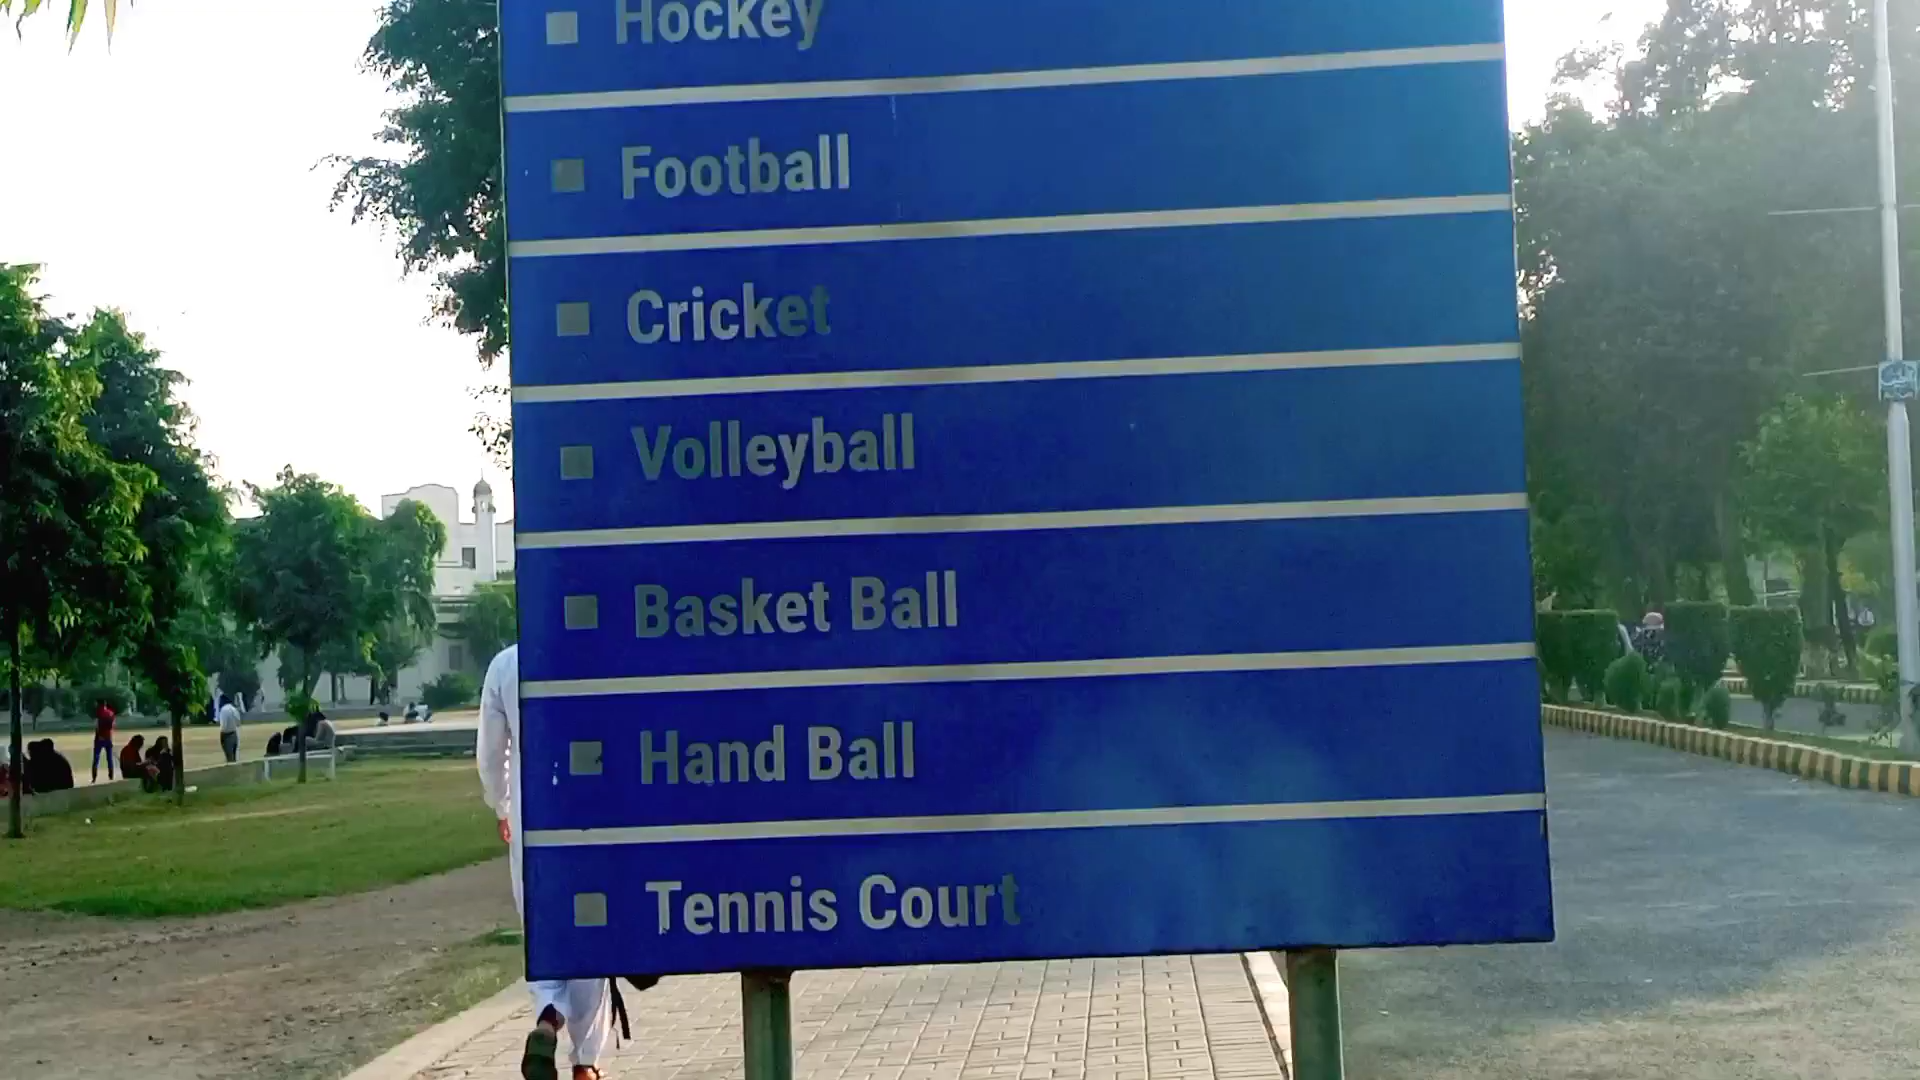 Hockey
Football
Cricket
Volleyball
Basket Ball
Hand Ball
Tennis Court